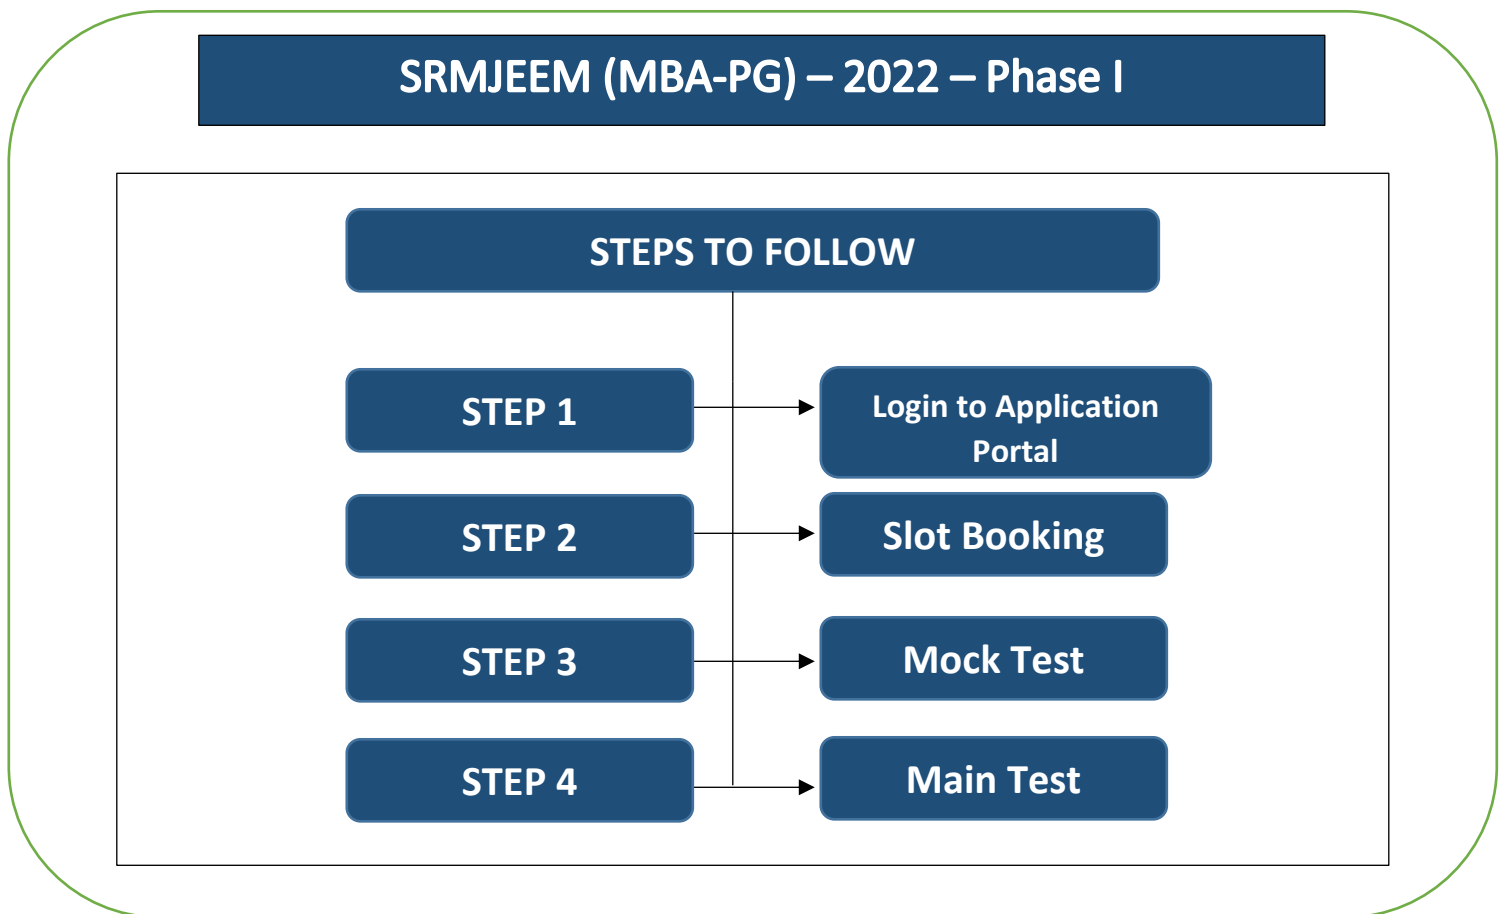 SRMJEEM (MBA-PG) – 2022 – Phase I
STEPS TO FOLLOW
STEP 1
Login to Application
Portal
STEP 2
Slot Booking
STEP 3
Mock Test
STEP 4
Main Test